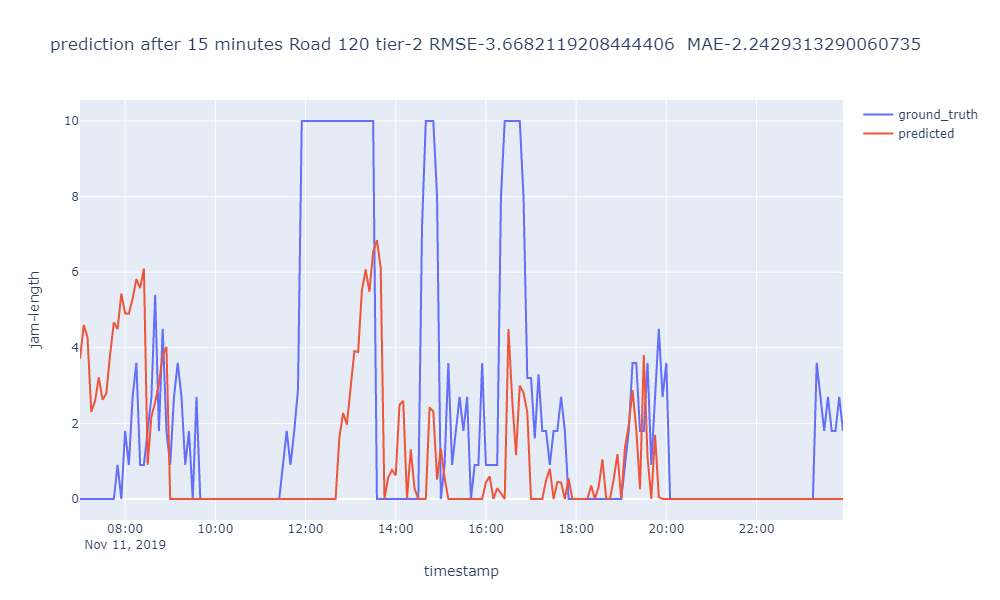 prediction after 15 minutes Road 120 tier-2 RMSE-3.6682119208444406  MAE-2.2429313290060735
ground_truth
predicted
10
8
6
4
2
0
jam-length
08:00
10:00
12:00
14:00
16:00
18:00
20:00
22:00
Nov 11, 2019
timestamp